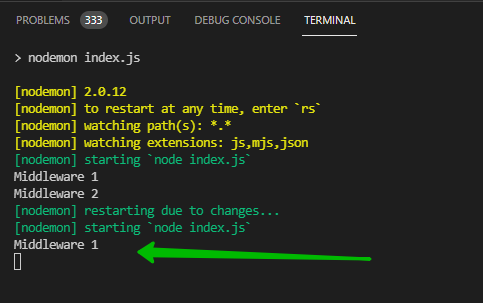 PROBLEMS 333 OUTPUT DEBUG CONSOLE TERMINAL
> nodemon index.js
[nodemon] 2.0.12
[nodemon] to restart at any time, enter `rs`
[nodemon] watching path(s): *.*
[nodemon] watching extensions: js,mjs,json
[nodemon] starting `node index.js`
Middleware 1
Middleware 2
[nodemon] restarting due to changes...
[nodemon] starting `node index.js`
Middleware 1